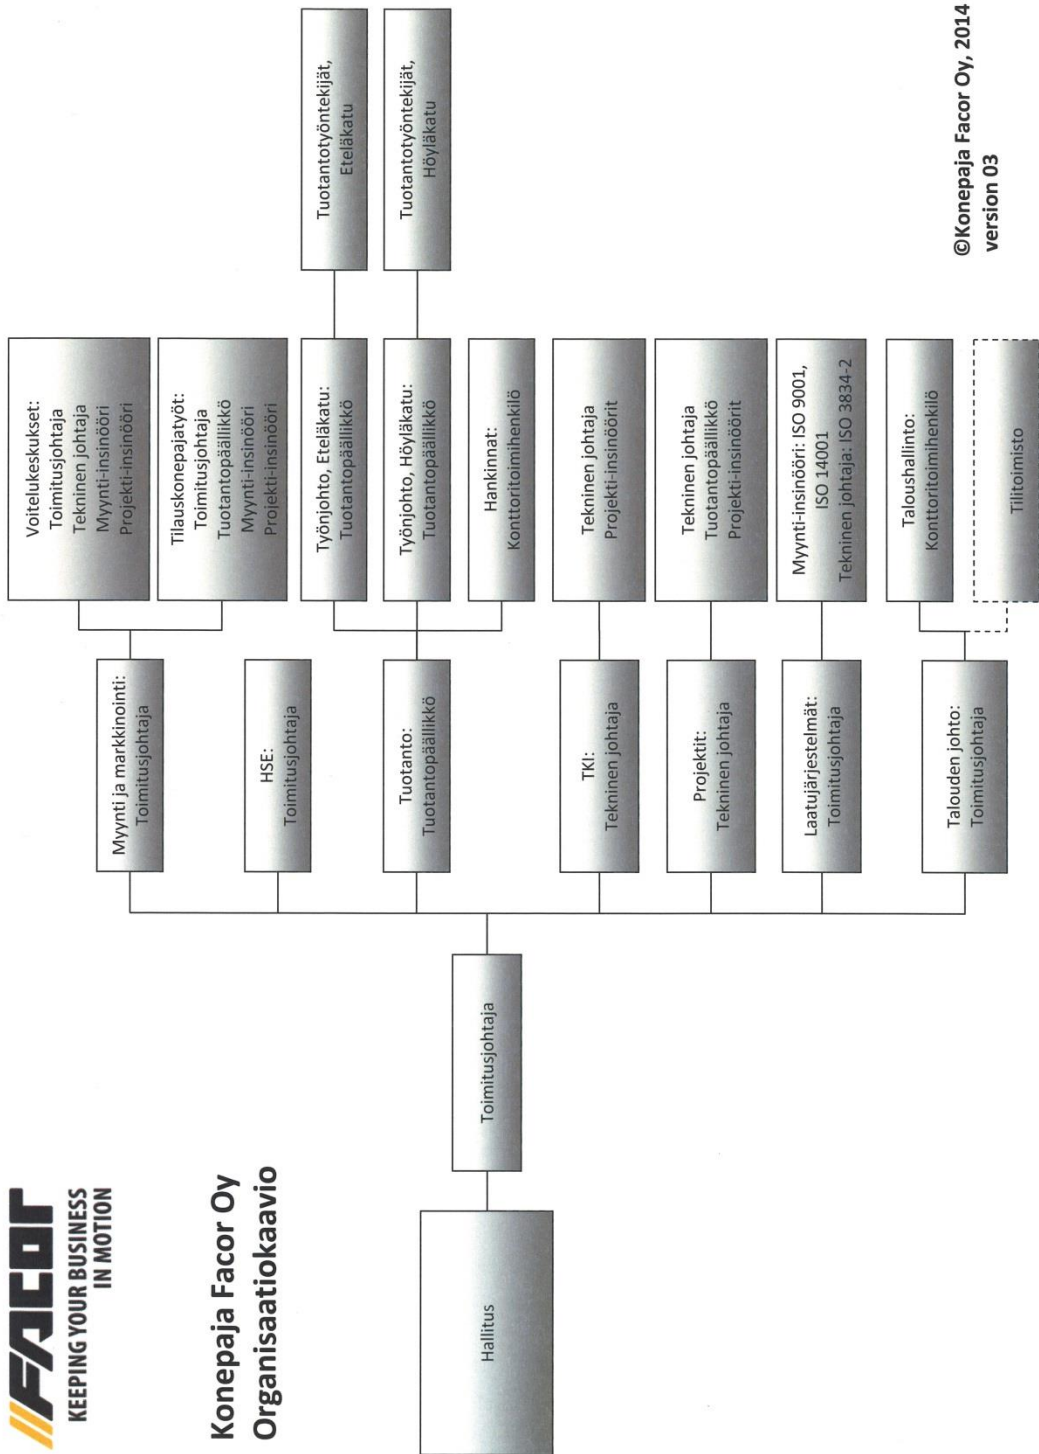 FACOR
KEEPING YOUR BUSINESS
IN MOTION
Konepaja Facor Oy
Organisaatiokaavio
Hallitus
Toimitusjohtaja
Myynti ja markkinointi:
Toimitusjohtaja
HSE:
Toimitusjohtaja
Tuotanto:
Tuotantopäällikkö
TKI:
Tekninen johtaja
Projektit:
Tekninen johtaja
Laatujärjestelmät:
Toimitusjohtaja
Talouden johto:
Toimitusjohtaja
Voitelukeskukset:
Toimitusjohtaja
Tekninen johtaja
Myynti-insinööri
Projekti-insinööri
Tilauskonepajatyöt:
Toimitusjohtaja
Tuotantopäällikkö
Myynti-insinööri
Projekti-insinööri
Työnjohto, Eteläkatu:
Tuotantopäällikkö
Työnjohto, Höyläkatu:
Tuotantopäällikkö
Hankinnat:
Konttoritoimihenkilö
Tekninen johtaja
Projekti-insinöörit
Tekninen johtaja
Tuotantopäällikkö
Projekti-insinöörit
Myynti-insinööri: ISO 9001,
ISO 14001
Tekninen johtaja: ISO 3834-2
Taloushallinto:
Konttoritoimihenkilö
Tilitoimisto
Tuotantotyöntekijät,
Eteläkatu
Tuotantotyöntekijät,
Höyläkatu
©Konepaja Facor Oy, 2014
version 03